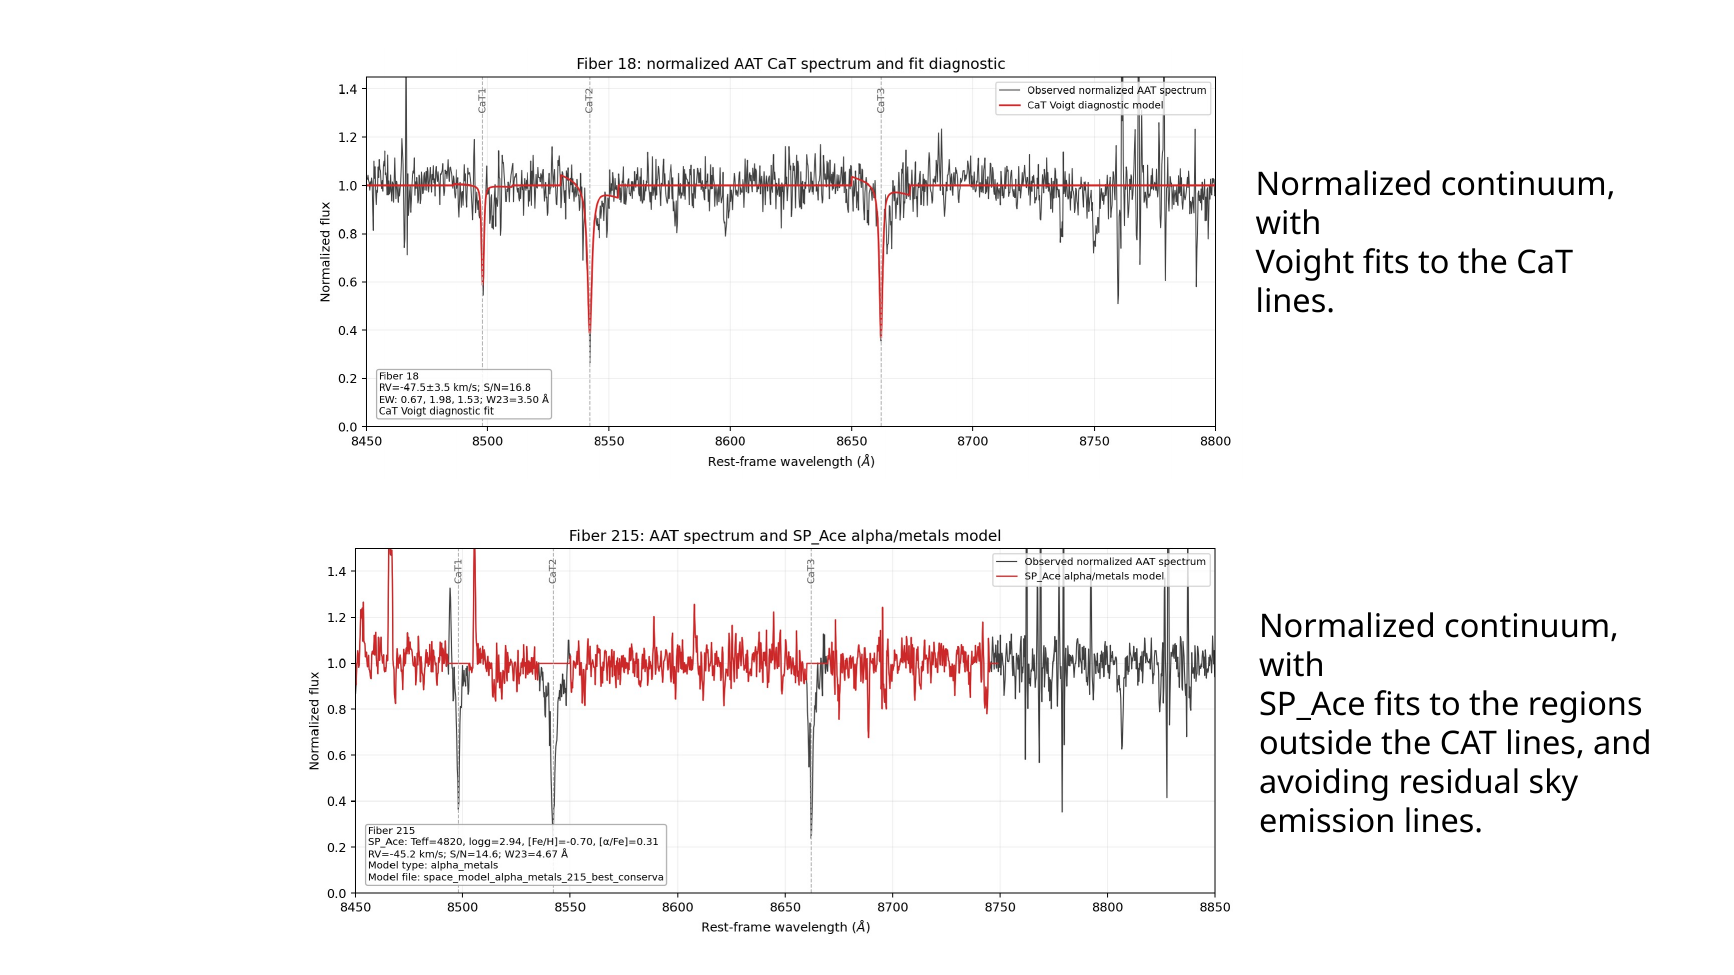 Fiber 18: normalized AAT CaT spectrum and fit diagnostic
Normalized flux
1.4
1.2
1.0
0.8
0.6
0.4
0.2
0.0
CaT1
CaT2
CaT3
Observed normalized AAT spectrum
CaT Voigt diagnostic model
Fiber 18
RV=-47.5±3.5 km/s; S/N=16.8
EW: 0.67, 1.98, 1.53; W23=3.50 Å
CaT Voigt diagnostic fit
8450 8500 8550 8600 8650 8700 8750 8800
Rest-frame wavelength (Å)
Normalized continuum,
with
Voight fits to the CaT
lines.
Fiber 215: AAT spectrum and SP_Ace alpha/metals model
Normalized flux
1.4
1.2
1.0
0.8
0.6
0.4
0.2
0.0
CaT1
CaT2
CaT3
Observed normalized AAT spectrum
SP_Ace alpha/metals model
Fiber 215
SP_Ace: Teff=4820, logg=2.94, [Fe/H]=-0.70, [α/Fe]=0.31
RV=-45.2 km/s; S/N=14.6; W23=4.67 Å
Model type: alpha_metals
Model file: space_model_alpha_metals_215_best_conserva
8450 8500 8550 8600 8650 8700 8750 8800 8850
Rest-frame wavelength (Å)
Normalized continuum,
with
SP_Ace fits to the regions
outside the CAT lines, and
avoiding residual sky
emission lines.